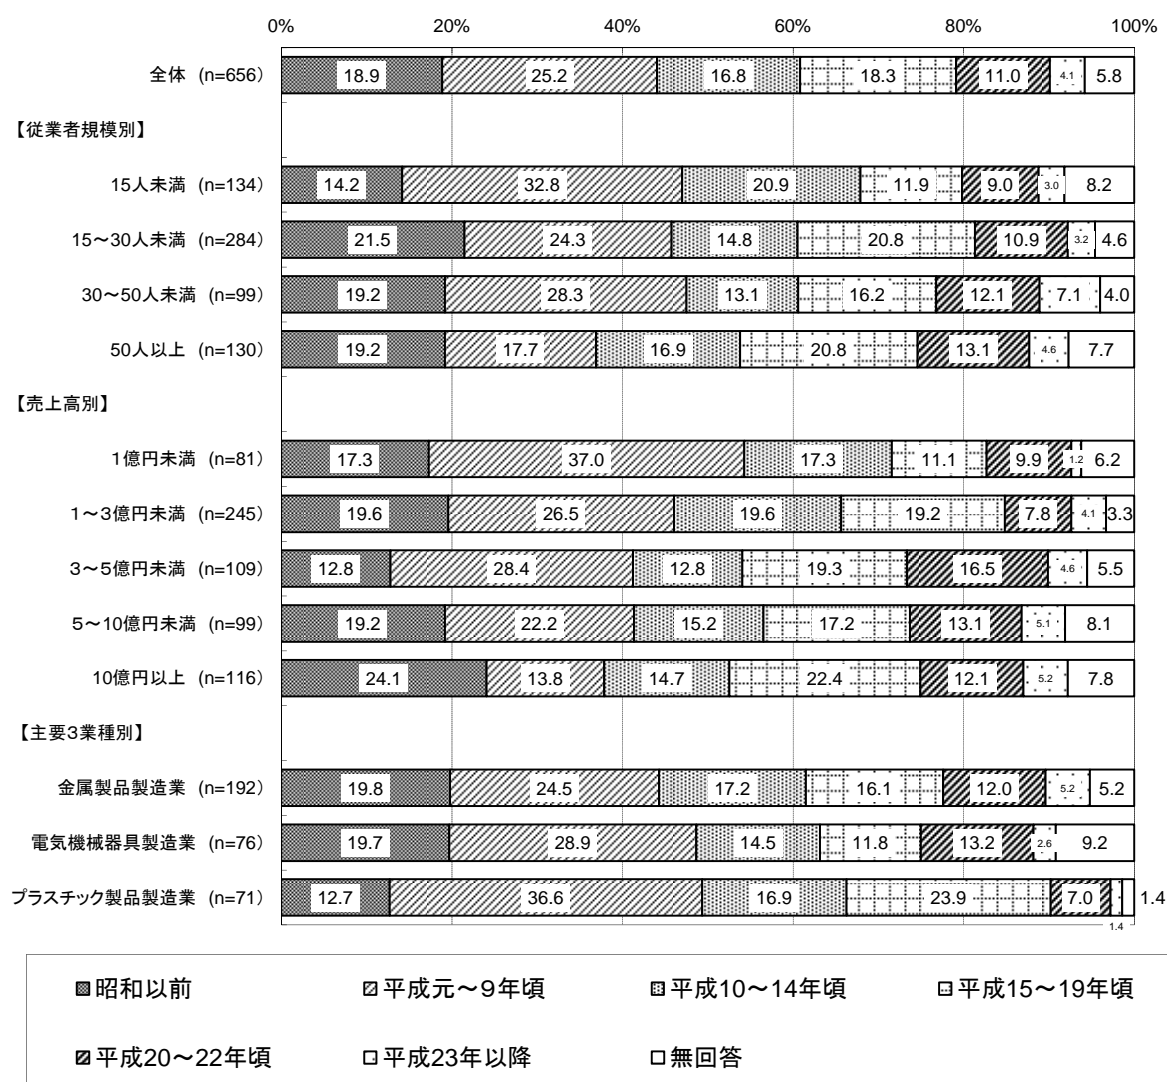 0% 20% 40% 60% 80% 100%
全体 (n=656) 18.9 25.2 16.8 18.3 11.0 4.1 5.8
【従業者規模別】
15人未満 (n=134) 14.2 32.8 20.9 11.9 9.0 3.0 8.2
15～30人未満 (n=284) 21.5 24.3 14.8 20.8 10.9 3.2 4.6
30～50人未満 (n=99) 19.2 28.3 13.1 16.2 12.1 7.1 4.0
50人以上 (n=130) 19.2 17.7 16.9 20.8 13.1 4.6 7.7
【売上高別】
１億円未満 (n=81) 17.3 37.0 17.3 11.1 9.9 1.2 6.2
１～３億円未満 (n=245) 19.6 26.5 19.6 19.2 7.8 4.1 3.3
３～５億円未満 (n=109) 12.8 28.4 12.8 19.3 16.5 4.6 5.5
５～10億円未満 (n=99) 19.2 22.2 15.2 17.2 13.1 5.1 8.1
10億円以上 (n=116) 24.1 13.8 14.7 22.4 12.1 5.2 7.8
【主要３業種別】
金属製品製造業 (n=192) 19.8 24.5 17.2 16.1 12.0 5.2 5.2
電気機械器具製造業 (n=76) 19.7 28.9 14.5 11.8 13.2 2.6 9.2
プラスチック製品製造業 (n=71) 12.7 36.6 16.9 23.9 7.0 1.4 1.4
昭和以前 平成元～９年頃 平成10～14年頃 平成15～19年頃
平成20～22年頃 平成23年以降 無回答